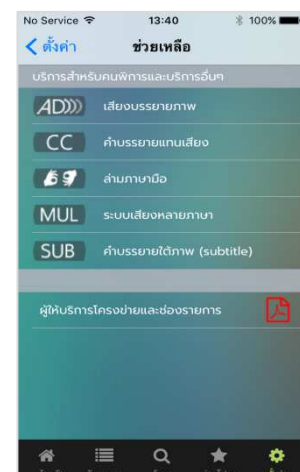 No Service 13:40 100%
ตั้งค่า ช่วยเหลือ
บริการสำหรับคนพิการและบริการอื่นๆ
AD))) เสียงบรรยายภาพ
CC คำบรรยายแทนเสียง
ล่ามภาษามือ
MUL ระบบเสียงหลายภาษา
SUB คำบรรยายใต้ภาพ (subtitle)
ผู้ให้บริการโครงข่ายและช่องรายการ